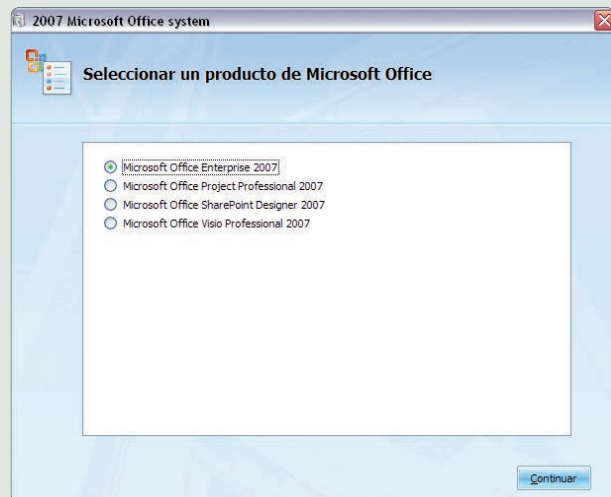 2007 Microsoft Office system
Seleccionar un producto de Microsoft Office
Microsoft Office Enterprise 2007
Microsoft Office Project Professional 2007
Microsoft Office SharePoint Designer 2007
Microsoft Office Visio Professional 2007
Continuar